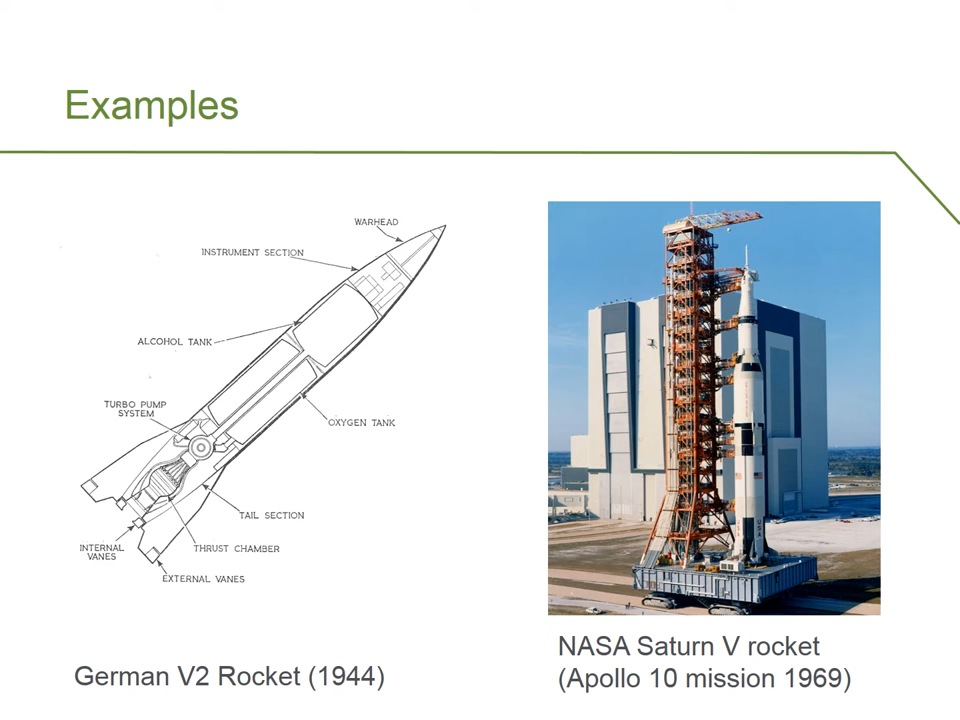 Examples
WARHEAD
INSTRUMENT SECTION
ALCOHOL TANK
TURBO PUMP
SYSTEM
OXYGEN TANK
TAIL SECTION
INTERNAL
VANES
THRUST CHAMBER
EXTERNAL VANES
USA
German V2 Rocket (1944)
NASA Saturn V rocket
(Apollo 10 mission 1969)